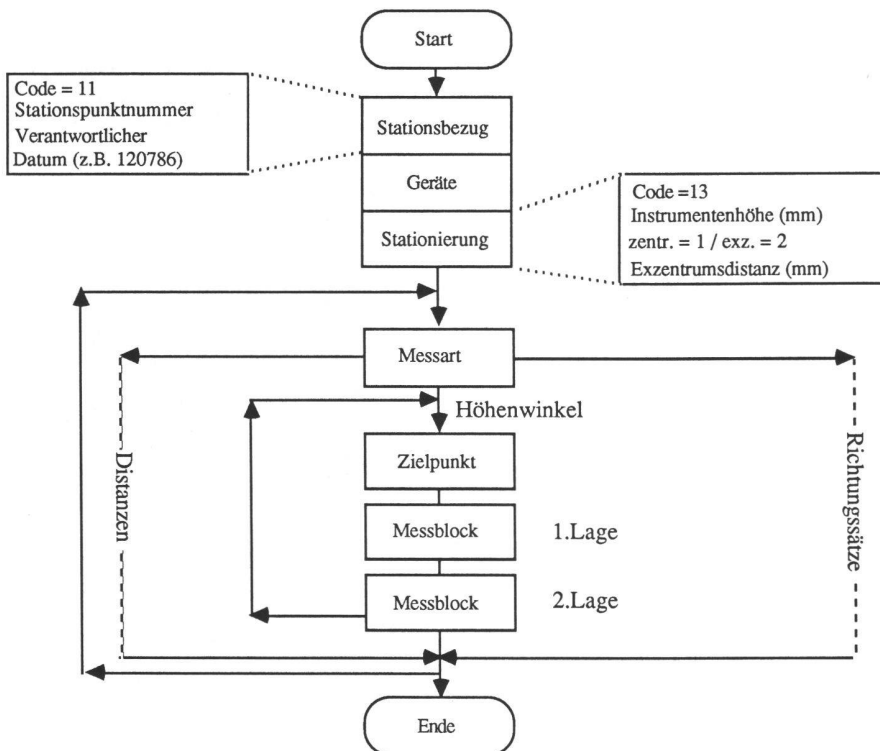 Start
Code = 11
Stationspunktnummer
Verantwortlicher
Datum (z.B. 120786)
Stationsbezug
Geräte
Stationierung
Code =13
Instrumentenhöhe (mm)
zentr. = 1 / exz. = 2
Exzentrumsdistanz (mm)
Messart
Höhenwinkel
Distanzen
Zielpunkt
Richtungssätze
Messblock
1.Lage
Messblock
2.Lage
Ende